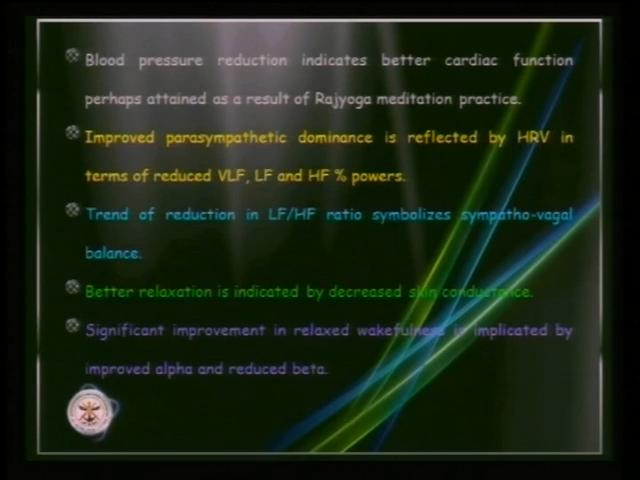 Blood pressure reduction indicates better cardiac function
perhaps attained as a result of Rajyoga meditation practice.
Improved parasympathetic dominance is reflected by HRV in
terms of reduced VLF, LF and HF % powers.
Trend of reduction in LF/HF ratio symbolizes sympatho-vagal
balance.
Better relaxation is indicated by decreased skin conductance.
Significant improvement in relaxed wakefulness is implicated by
improved alpha and reduced beta.